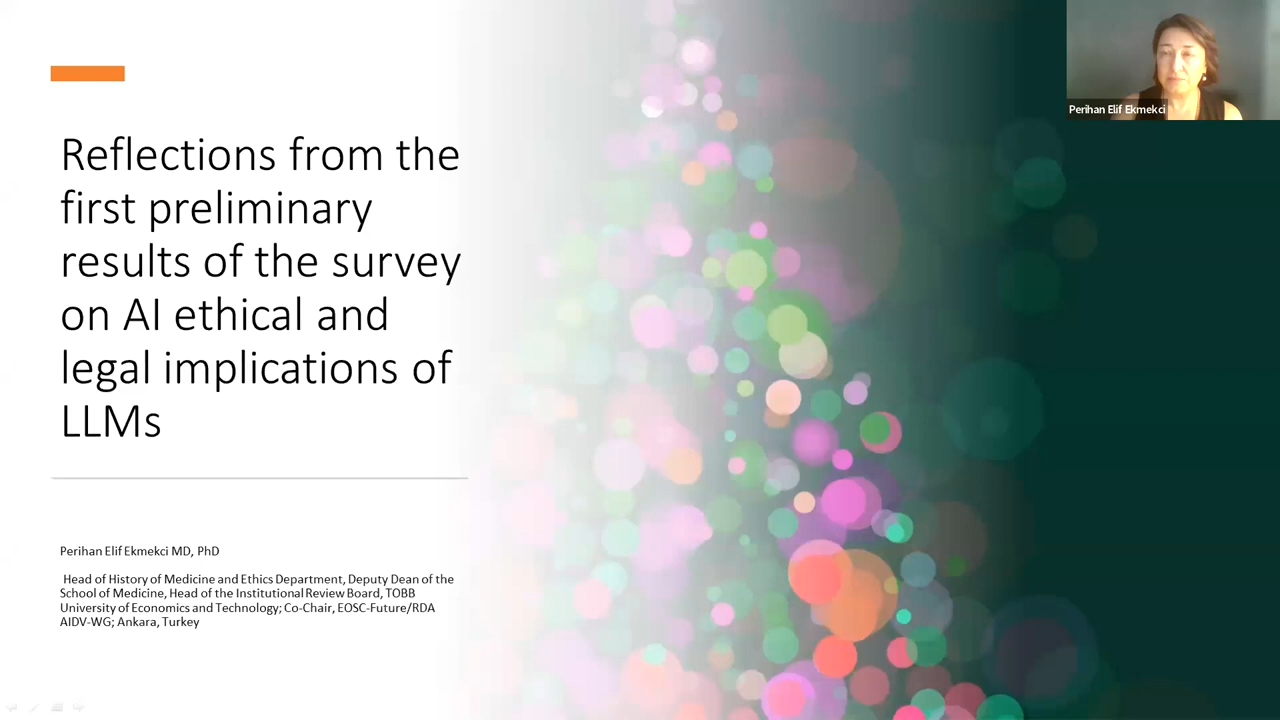 Reflections from the
first preliminary
results of the survey
on AI ethical and
legal implications of
LLMs
Perihan Elif Ekmekci MD, PhD
Head of History of Medicine and Ethics Department, Deputy Dean of the
School of Medicine, Head of the Institutional Review Board, TOBB
University of Economics and Technology; Co-Chair, EOSC-Future/RDA
AIDV-WG; Ankara, Turkey
Perihan Elif Ekmekci